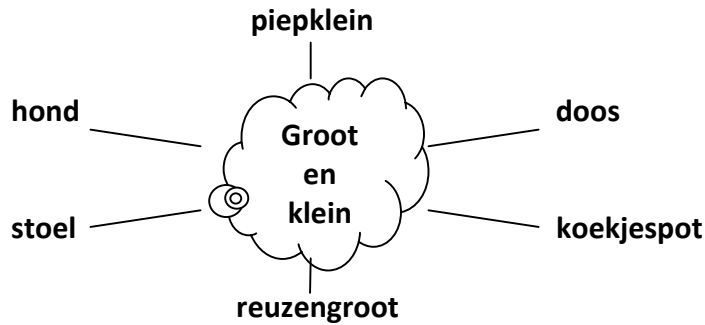 piepklein
hond
doos
Groot
en
klein
stoel
koekjespot
reuzengroot